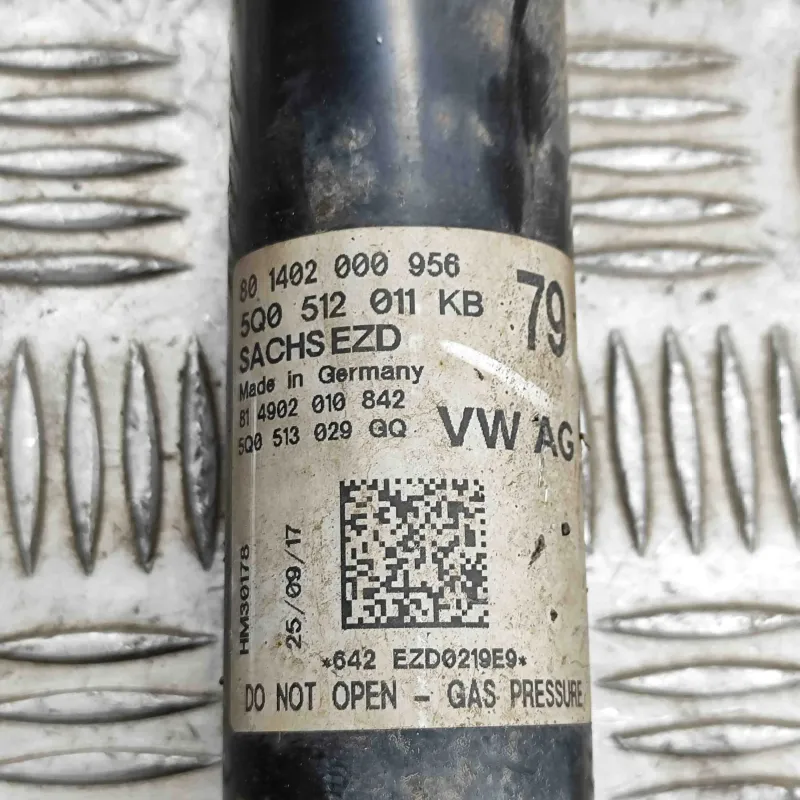 80 1402 000 956
5Q0 512 011 KB
79
SACHS EZD
Made in Germany
81 4902 010 842
5Q0 513 029 GQ
VW AG
HM30178
25/09/17
*642 EZD0219E9*
DO NOT OPEN - GAS PRESSURE